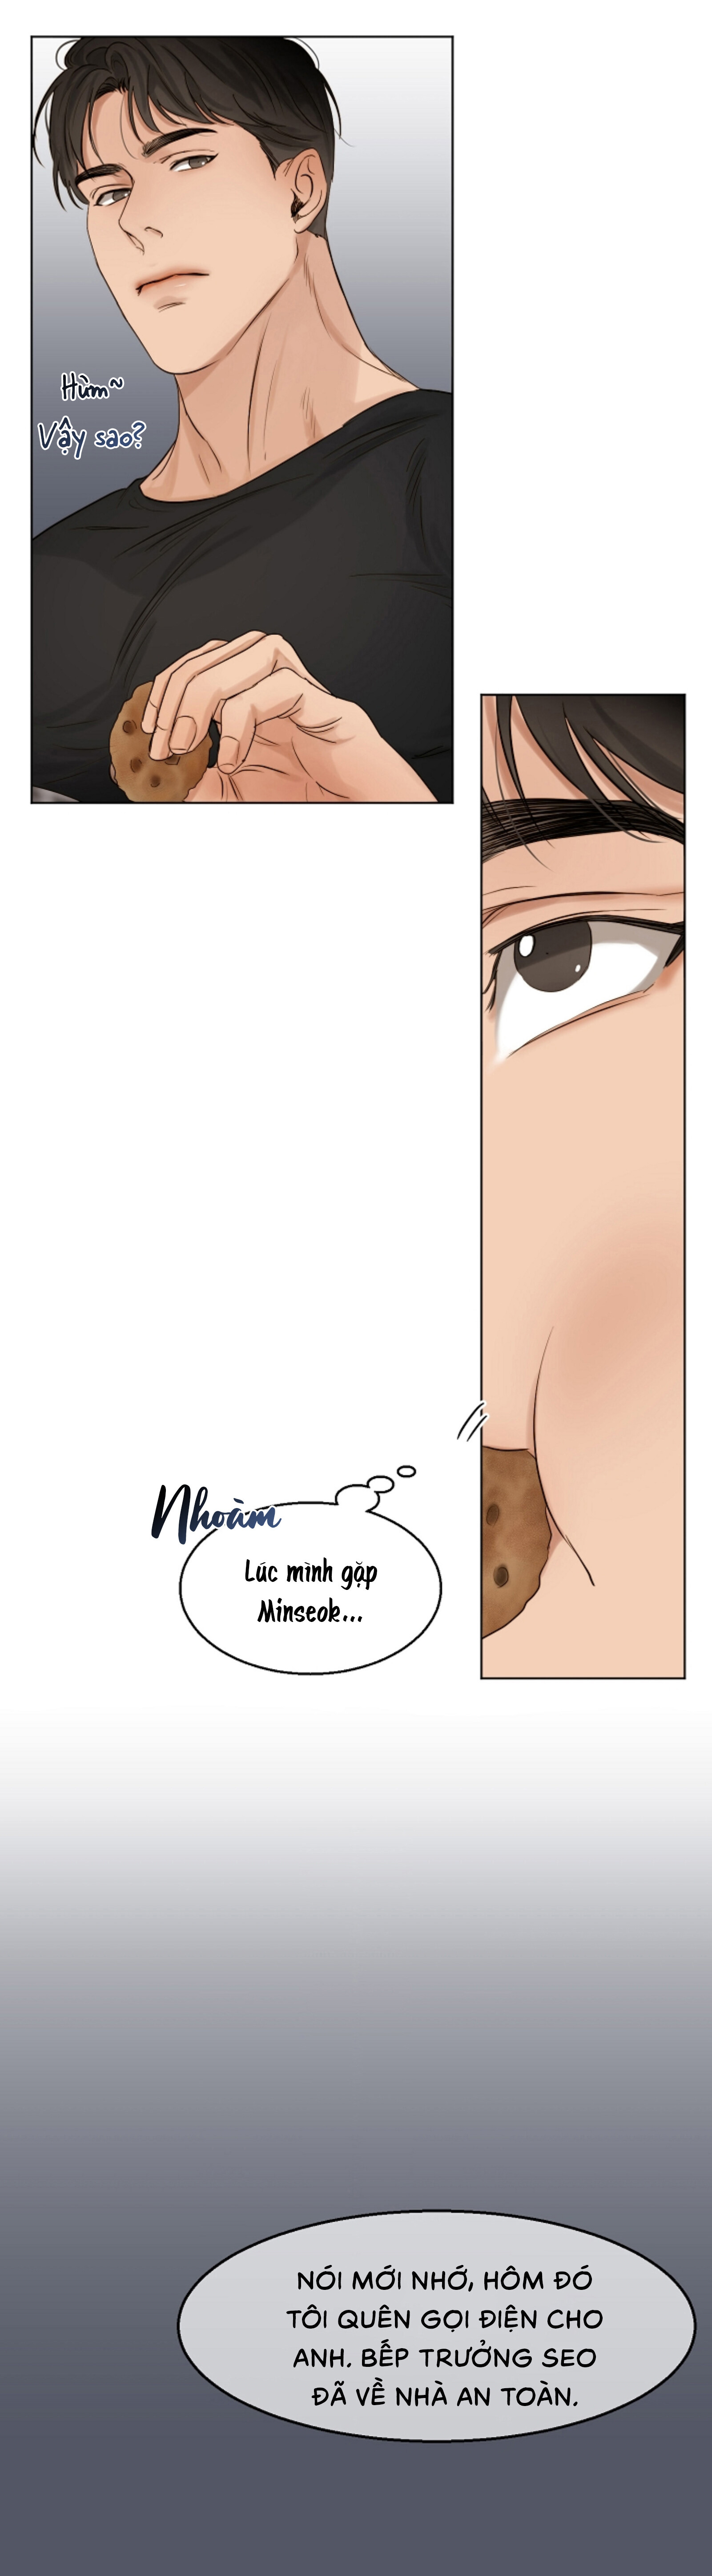 Hùm~
Vậy sao?
Nhoàm
Lúc mình gặp
Minseok...
NÓI MỚI NHỚ, HÔM ĐÓ
TÔI QUÊN GỌI ĐIỆN CHO
ANH. BẾP TRƯỞNG SEO
ĐÃ VỀ NHÀ AN TOÀN.